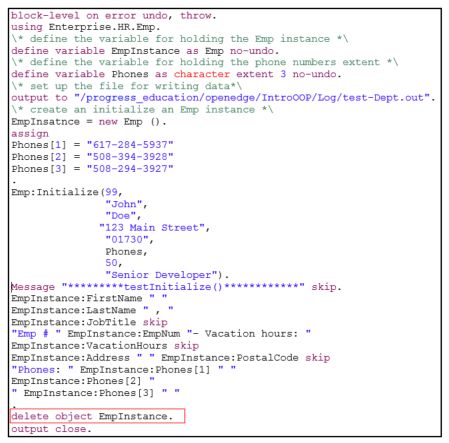 block-level on error undo, throw.
using Enterprise.HR.Emp.
\* define the variable for holding the Emp instance *\
define variable EmpInstance as Emp no-undo.
\* define the variable for holding the phone numbers extent *\
define variable Phones as character extent 3 no-undo.
\* set up the file for writing data*\
output to "/progress_education/openedge/IntroOOP/Log/test-Dept.out".
\* create an initialize an Emp instance *\
EmpInsatnce = new Emp ().
assign
Phones[1] = "617-284-5937"
Phones[2] = "508-394-3928"
Phones[3] = "508-294-3927"
.
Emp:Initialize(99,
"John",
"Doe",
"123 Main Street",
"01730",
Phones,
50,
"Senior Developer").
Message "*********testInitialize()************" skip.
EmpInstance:FirstName " "
EmpInstance:LastName " , "
EmpInstance:JobTitle skip
"Emp # " EmpInstance:EmpNum "- Vacation hours: "
EmpInstance:VacationHours skip
EmpInstance:Address " " EmpInstance:PostalCode skip
"Phones: " EmpInstance:Phones[1] " "
EmpInstance:Phones[2] "
" EmpInstance:Phones[3] " "
.
delete object EmpInstance.
output close.